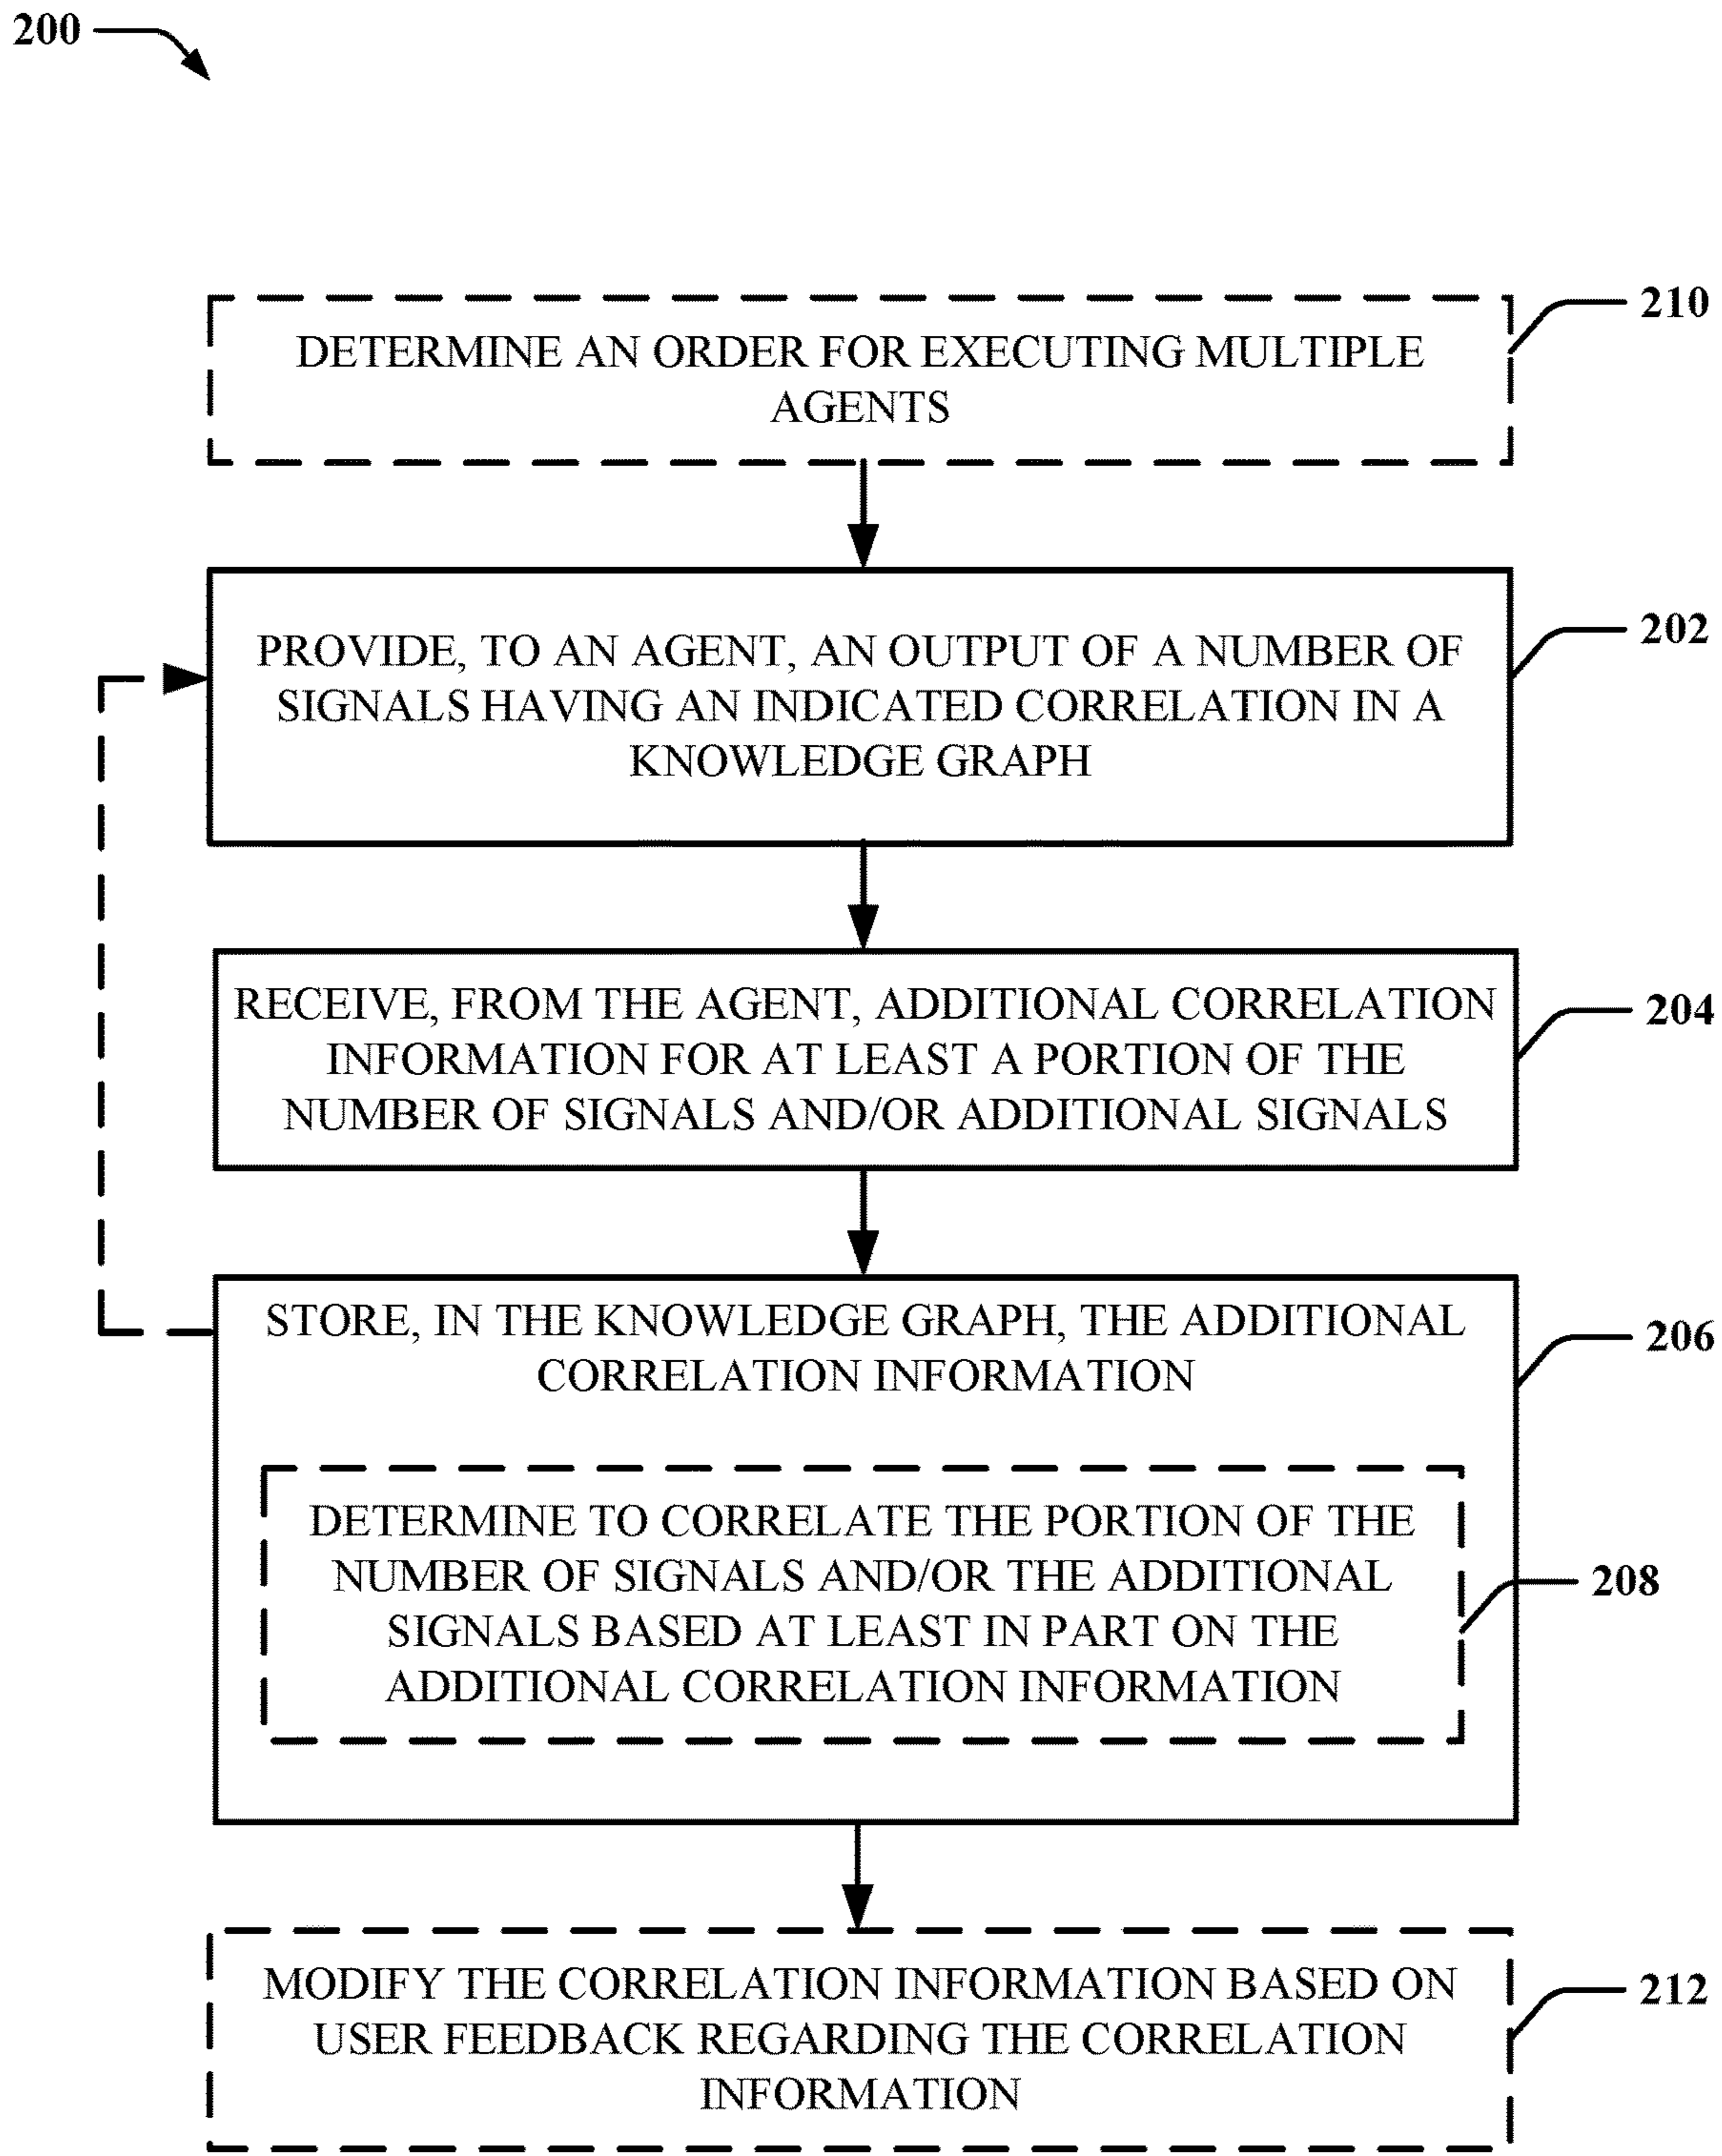 200
210
DETERMINE AN ORDER FOR EXECUTING MULTIPLE
AGENTS
202
PROVIDE, TO AN AGENT, AN OUTPUT OF A NUMBER OF
SIGNALS HAVING AN INDICATED CORRELATION IN A
KNOWLEDGE GRAPH
204
RECEIVE, FROM THE AGENT, ADDITIONAL CORRELATION
INFORMATION FOR AT LEAST A PORTION OF THE
NUMBER OF SIGNALS AND/OR ADDITIONAL SIGNALS
206
STORE, IN THE KNOWLEDGE GRAPH, THE ADDITIONAL
CORRELATION INFORMATION
DETERMINE TO CORRELATE THE PORTION OF THE
NUMBER OF SIGNALS AND/OR THE ADDITIONAL
208
SIGNALS BASED AT LEAST IN PART ON THE
ADDITIONAL CORRELATION INFORMATION
212
MODIFY THE CORRELATION INFORMATION BASED ON
USER FEEDBACK REGARDING THE CORRELATION
INFORMATION